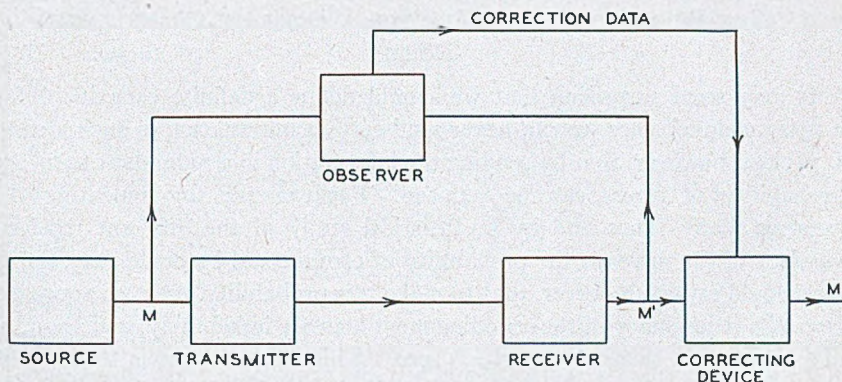 CORRECTION DATA
OBSERVER
M
M'
M
SOURCE
TRANSMITTER
RECEIVER
CORRECTING
DEVICE